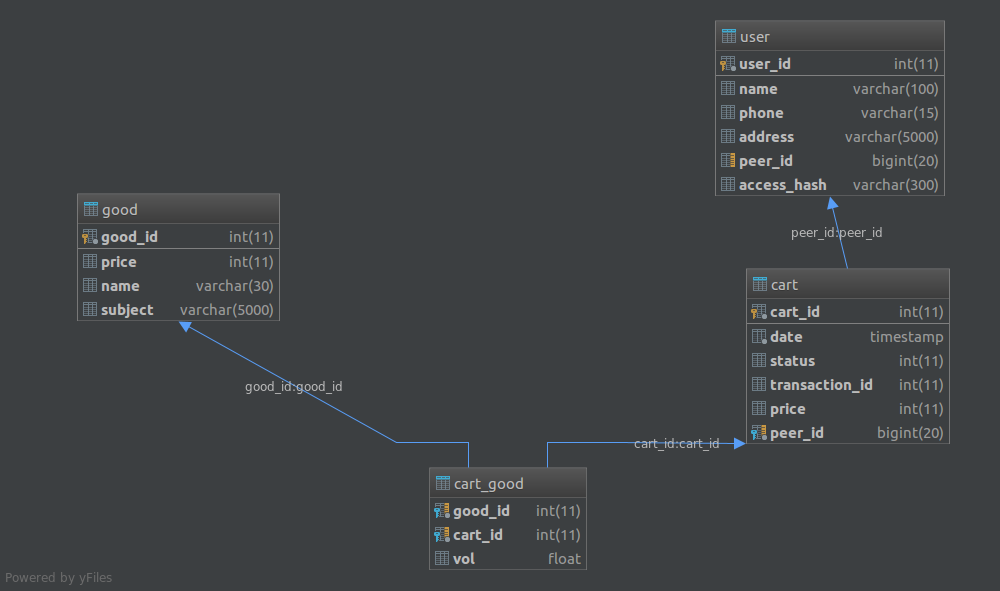 user
user_id int(11)
name varchar(100)
phone varchar(15)
address varchar(5000)
peer_id bigint(20)
access_hash varchar(300)
peer_id:peer_id
good
good_id int(11)
price int(11)
name varchar(30)
subject varchar(5000)
good_id:good_id
cart
cart_id int(11)
date timestamp
status int(11)
transaction_id int(11)
price int(11)
peer_id bigint(20)
cart_id:cart_id
cart_good
good_id int(11)
cart_id int(11)
vol float
Powered by yFiles